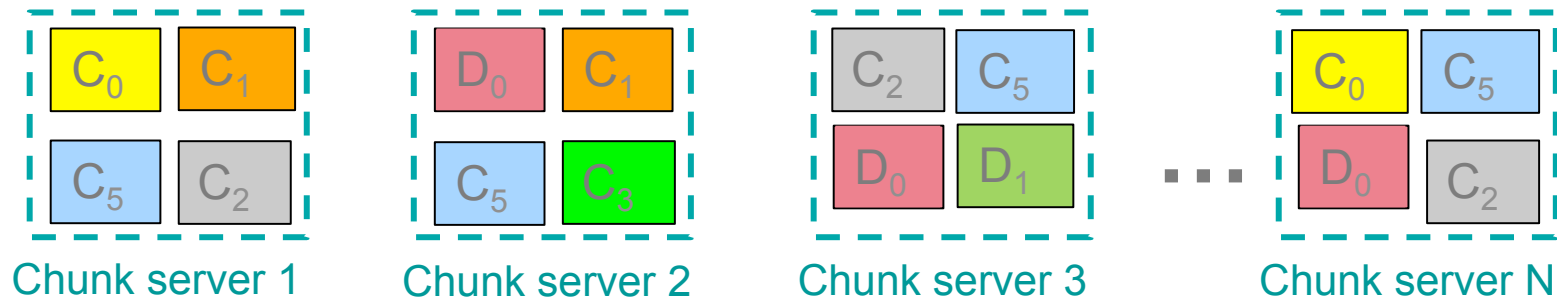 C₀ C₁ D₀ C₁ C₂ C₅ C₀ C₅
C₅ C₂ C₅ C₃ D₀ D₁ ... D₀ C₂
Chunk server 1 Chunk server 2 Chunk server 3 Chunk server N